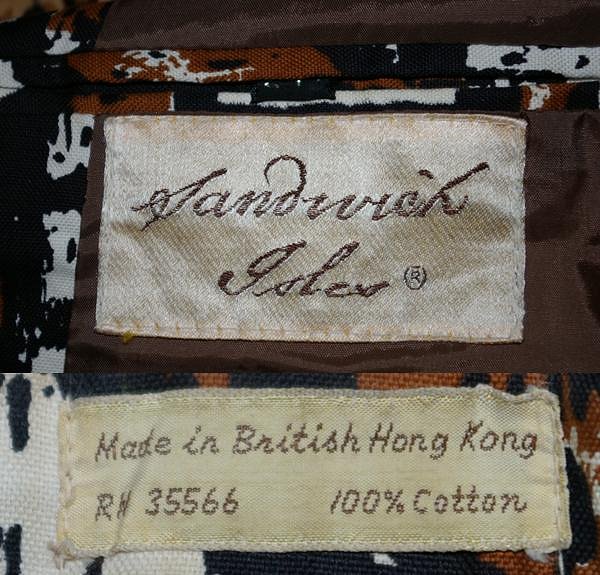 Sandwich
Isles ®
Made in British Hong Kong
RN 35566 100% Cotton